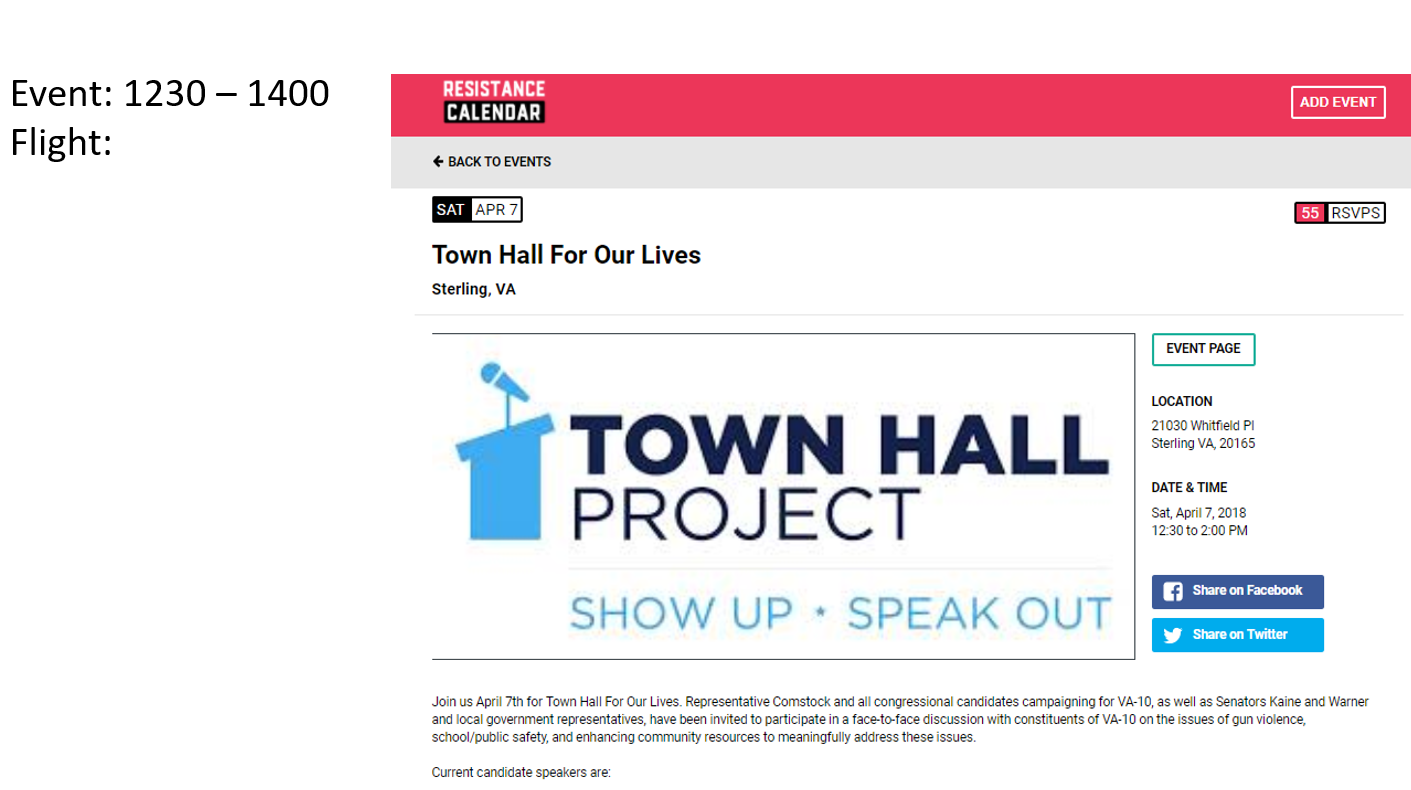 Event: 1230 – 1400
Flight:
RESISTANCE
CALENDAR
ADD EVENT
BACK TO EVENTS
SAT APR 7
55 RSVPS
Town Hall For Our Lives
Sterling, VA
TOWN HALL
PROJECT
SHOW UP * SPEAK OUT
EVENT PAGE
LOCATION
21030 Whitfield Pl
Sterling VA, 20165
DATE & TIME
Sat, April 7, 2018
12:30 to 2:00 PM
Share on Facebook
Share on Twitter
Join us April 7th for Town Hall For Our Lives. Representative Comstock and all congressional candidates campaigning for VA-10, as well as Senators Kaine and Warner
and local government representatives, have been invited to participate in a face-to-face discussion with constituents of VA-10 on the issues of gun violence,
school/public safety, and enhancing community resources to meaningfully address these issues.
Current candidate speakers are: